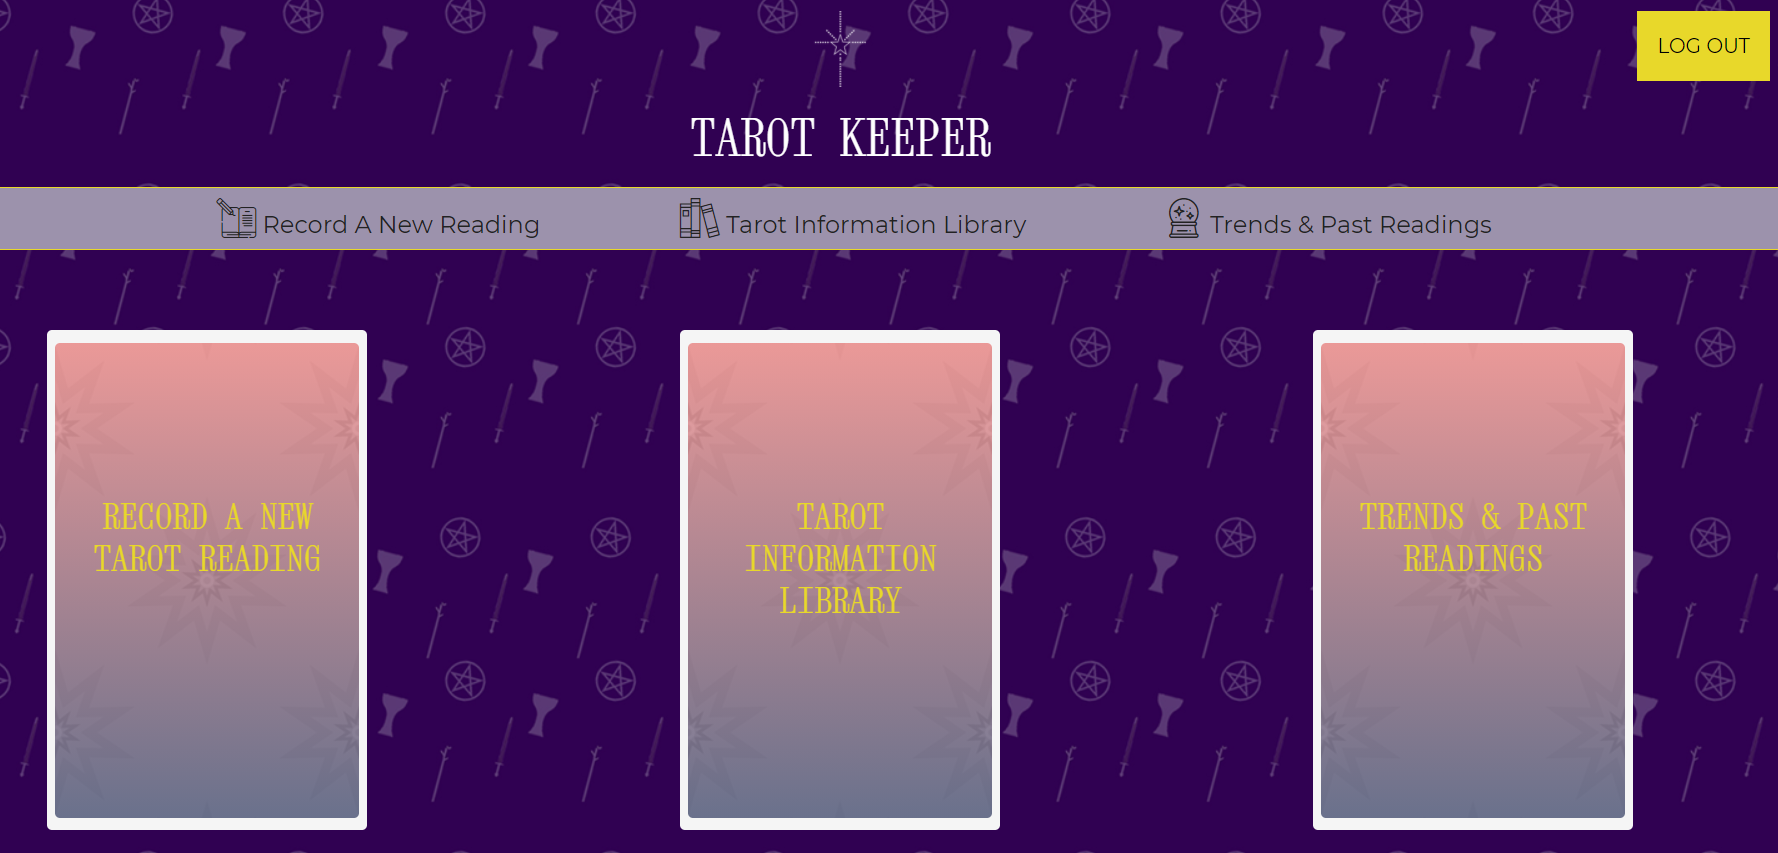 LOG OUT
TAROT KEEPER
Record A New Reading
Tarot Information Library
Trends & Past Readings
RECORD A NEW
TAROT READING
TAROT
INFORMATION
LIBRARY
TRENDS & PAST
READINGS